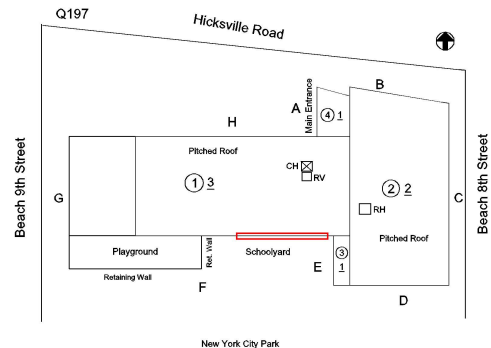 Q197
Hicksville Road
A
Main Entrance
4 1
B
H
Pitched Roof
CH
RV
1 3
2 2
RH
G
C
Beach 9th Street
Beach 8th Street
Pitched Roof
Playground
Ret. Wall
Schoolyard
3
1
E
Retaining Wall
F
D
New York City Park